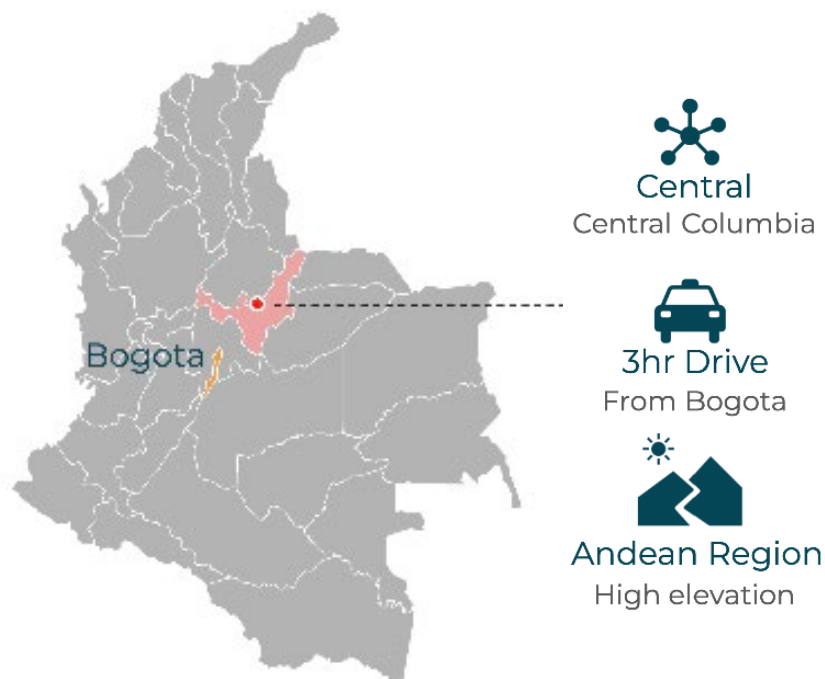 Central
Central Columbia
Bogota
3hr Drive
From Bogota
Andean Region
High elevation